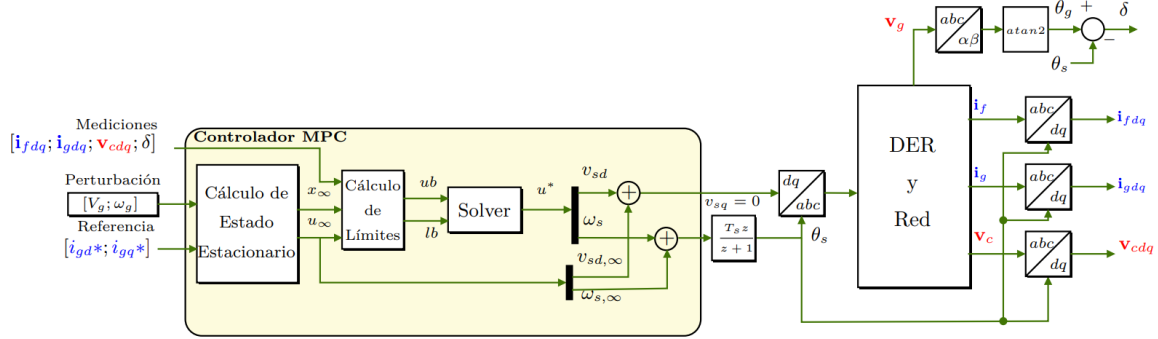 v_g
abc
αβ
atan2
θ_g
+
−
δ
θ_s
Mediciones
[i_fdq; i_gdq; v_cdq; δ]
Controlador MPC
Perturbación
[V_g; ω_g]
Referencia
[i_gd*; i_gq*]
Cálculo de
Estado
Estacionario
x_∞
u_∞
Cálculo
de
Límites
ub
lb
Solver
u*
v_sd
ω_s
+
+
v_sd,∞
ω_s,∞
v_sq = 0
T_s z
z + 1
θ_s
dq
abc
DER
y
Red
i_f
abc
dq
i_fdq
i_g
abc
dq
i_gdq
v_c
abc
dq
v_cdq